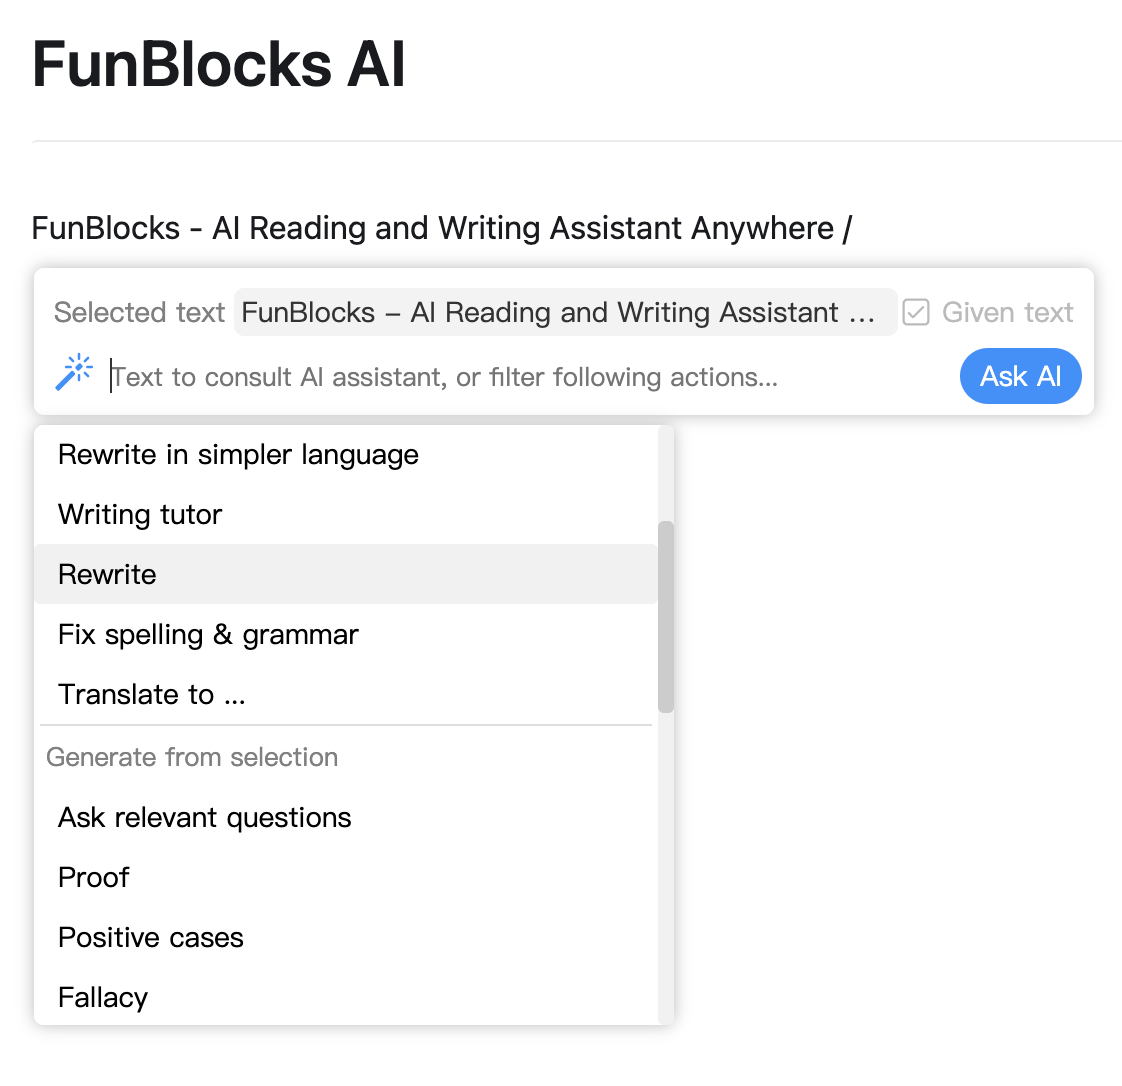 FunBlocks AI
FunBlocks - AI Reading and Writing Assistant Anywhere /
Selected text FunBlocks – AI Reading and Writing Assistant ... Given text
Text to consult AI assistant, or filter following actions... Ask AI
Rewrite in simpler language
Writing tutor
Rewrite
Fix spelling & grammar
Translate to ...
Generate from selection
Ask relevant questions
Proof
Positive cases
Fallacy